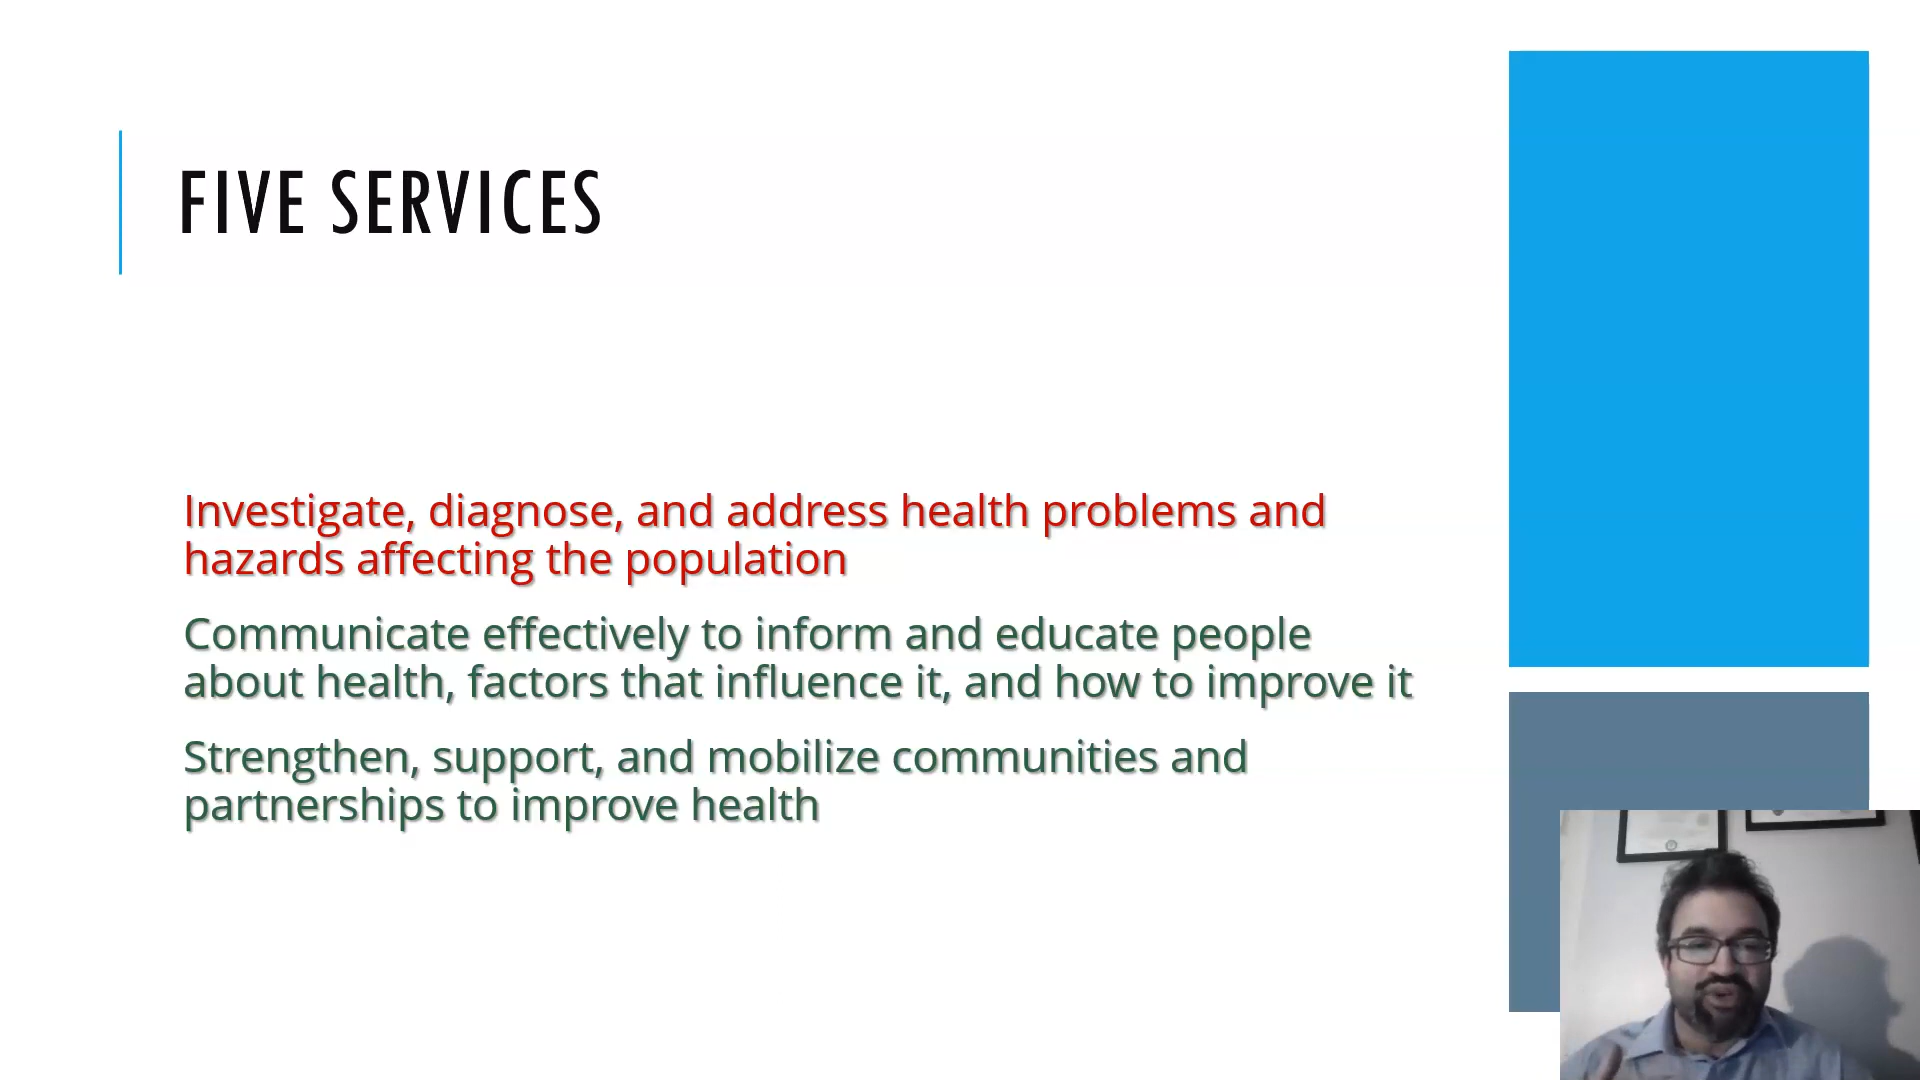 FIVE SERVICES
Investigate, diagnose, and address health problems and
hazards affecting the population
Communicate effectively to inform and educate people
about health, factors that influence it, and how to improve it
Strengthen, support, and mobilize communities and
partnerships to improve health